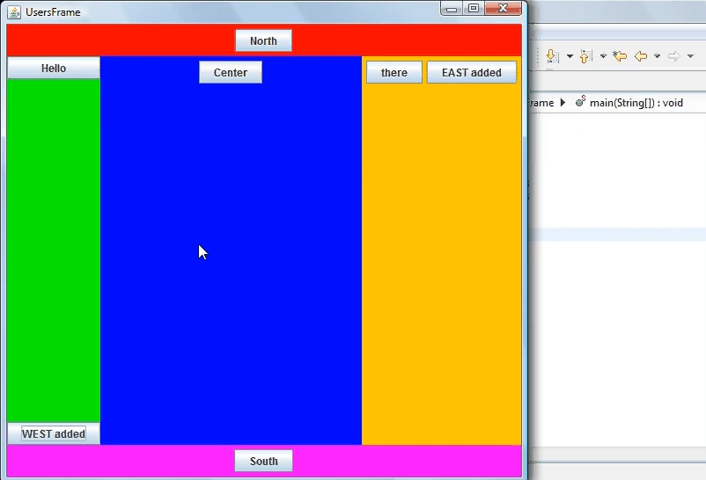 UsersFrame
North
Hello
Center
there
EAST added
WEST added
South
rame
main(String[]) : void